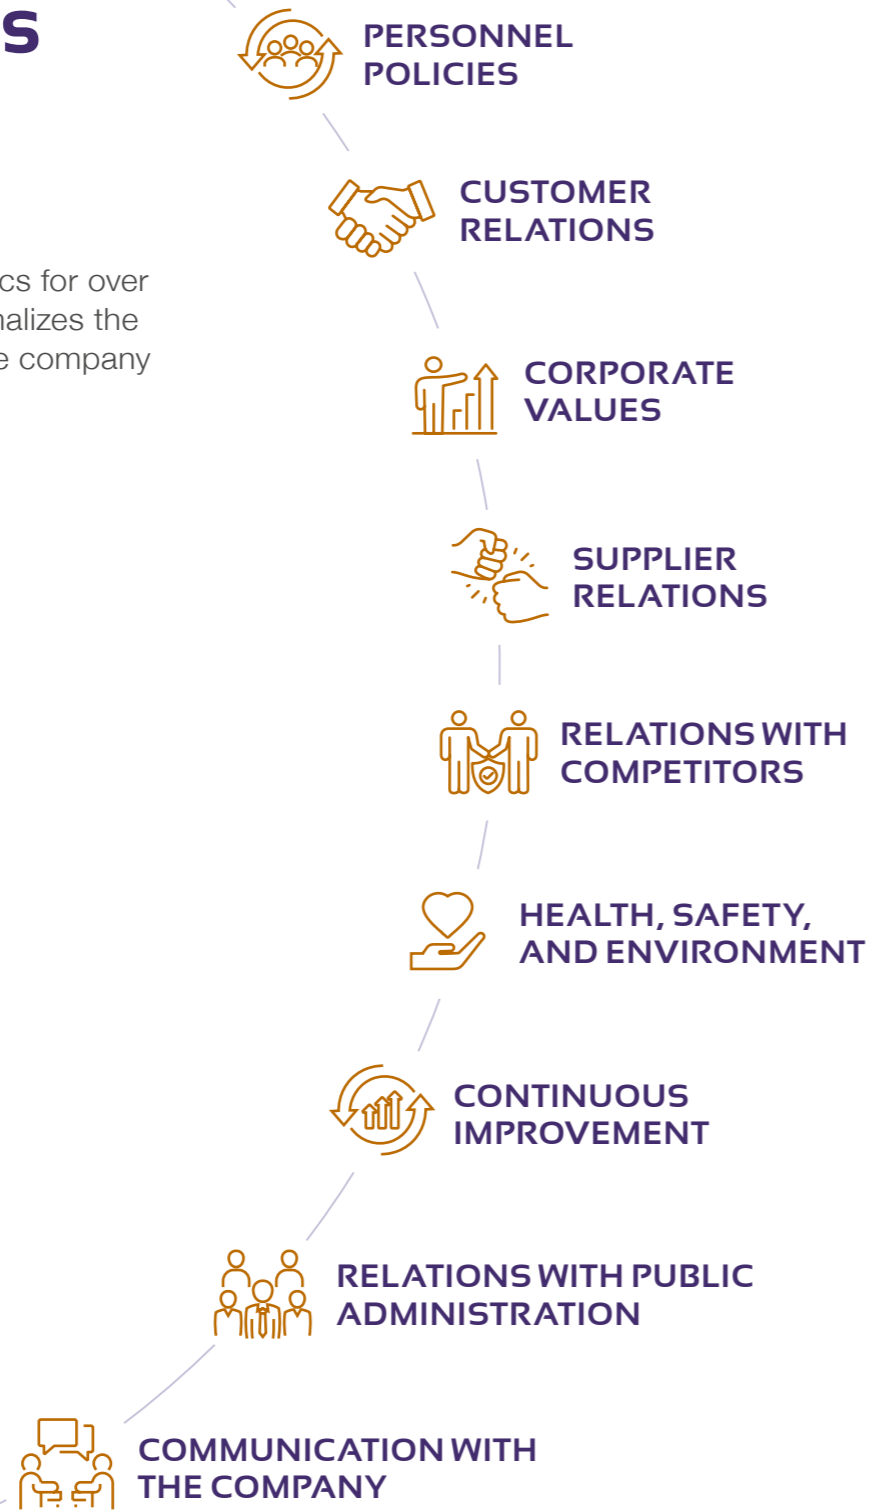 s
PERSONNEL
POLICIES
CUSTOMER
RELATIONS
cs for over
nalizes the
e company
CORPORATE
VALUES
SUPPLIER
RELATIONS
RELATIONS WITH
COMPETITORS
HEALTH, SAFETY,
AND ENVIRONMENT
CONTINUOUS
IMPROVEMENT
RELATIONS WITH PUBLIC
ADMINISTRATION
COMMUNICATION WITH
THE COMPANY